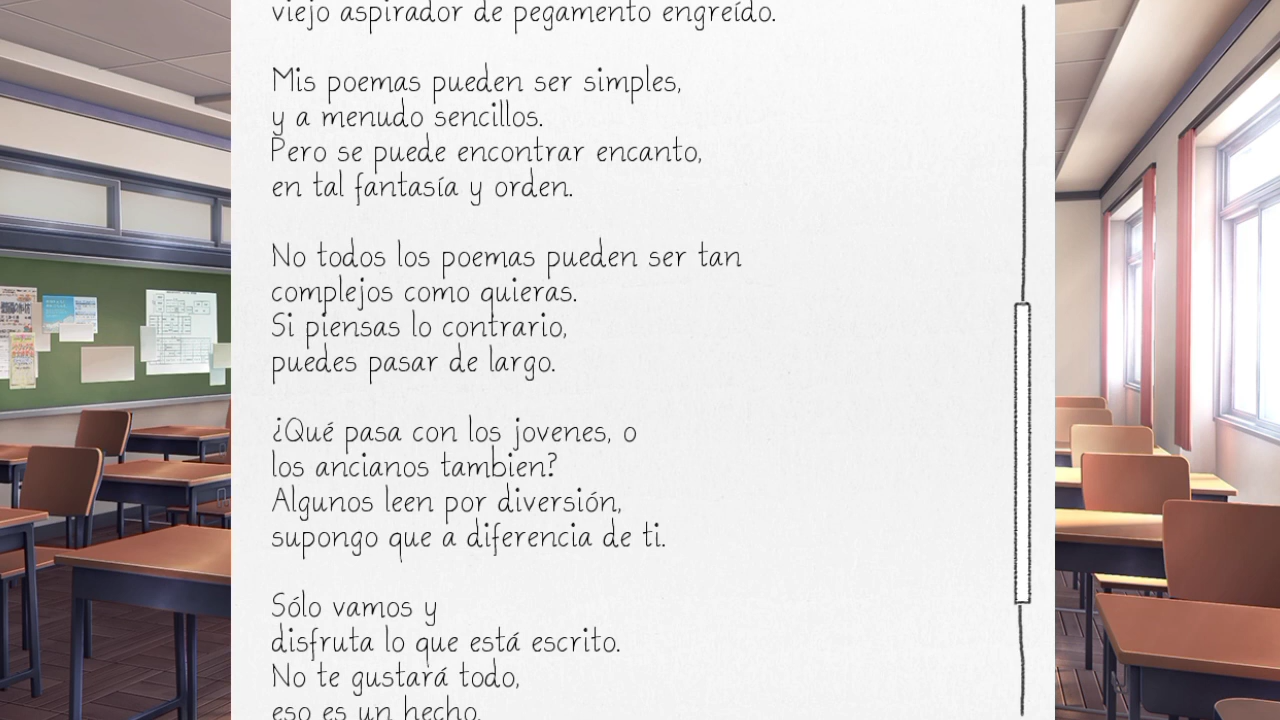 viejo aspirador de pegamento engreído.
Mis poemas pueden ser simples,
y a menudo sencillos.
Pero se puede encontrar encanto,
en tal fantasía y orden.
No todos los poemas pueden ser tan
complejos como quieras.
Si piensas lo contrario,
puedes pasar de largo.
¿Qué pasa con los jovenes, o
los ancianos tambien?
Algunos leen por diversión,
supongo que a diferencia de ti.
Sólo vamos y
disfruta lo que está escrito.
No te gustará todo,
eso es un hecho.